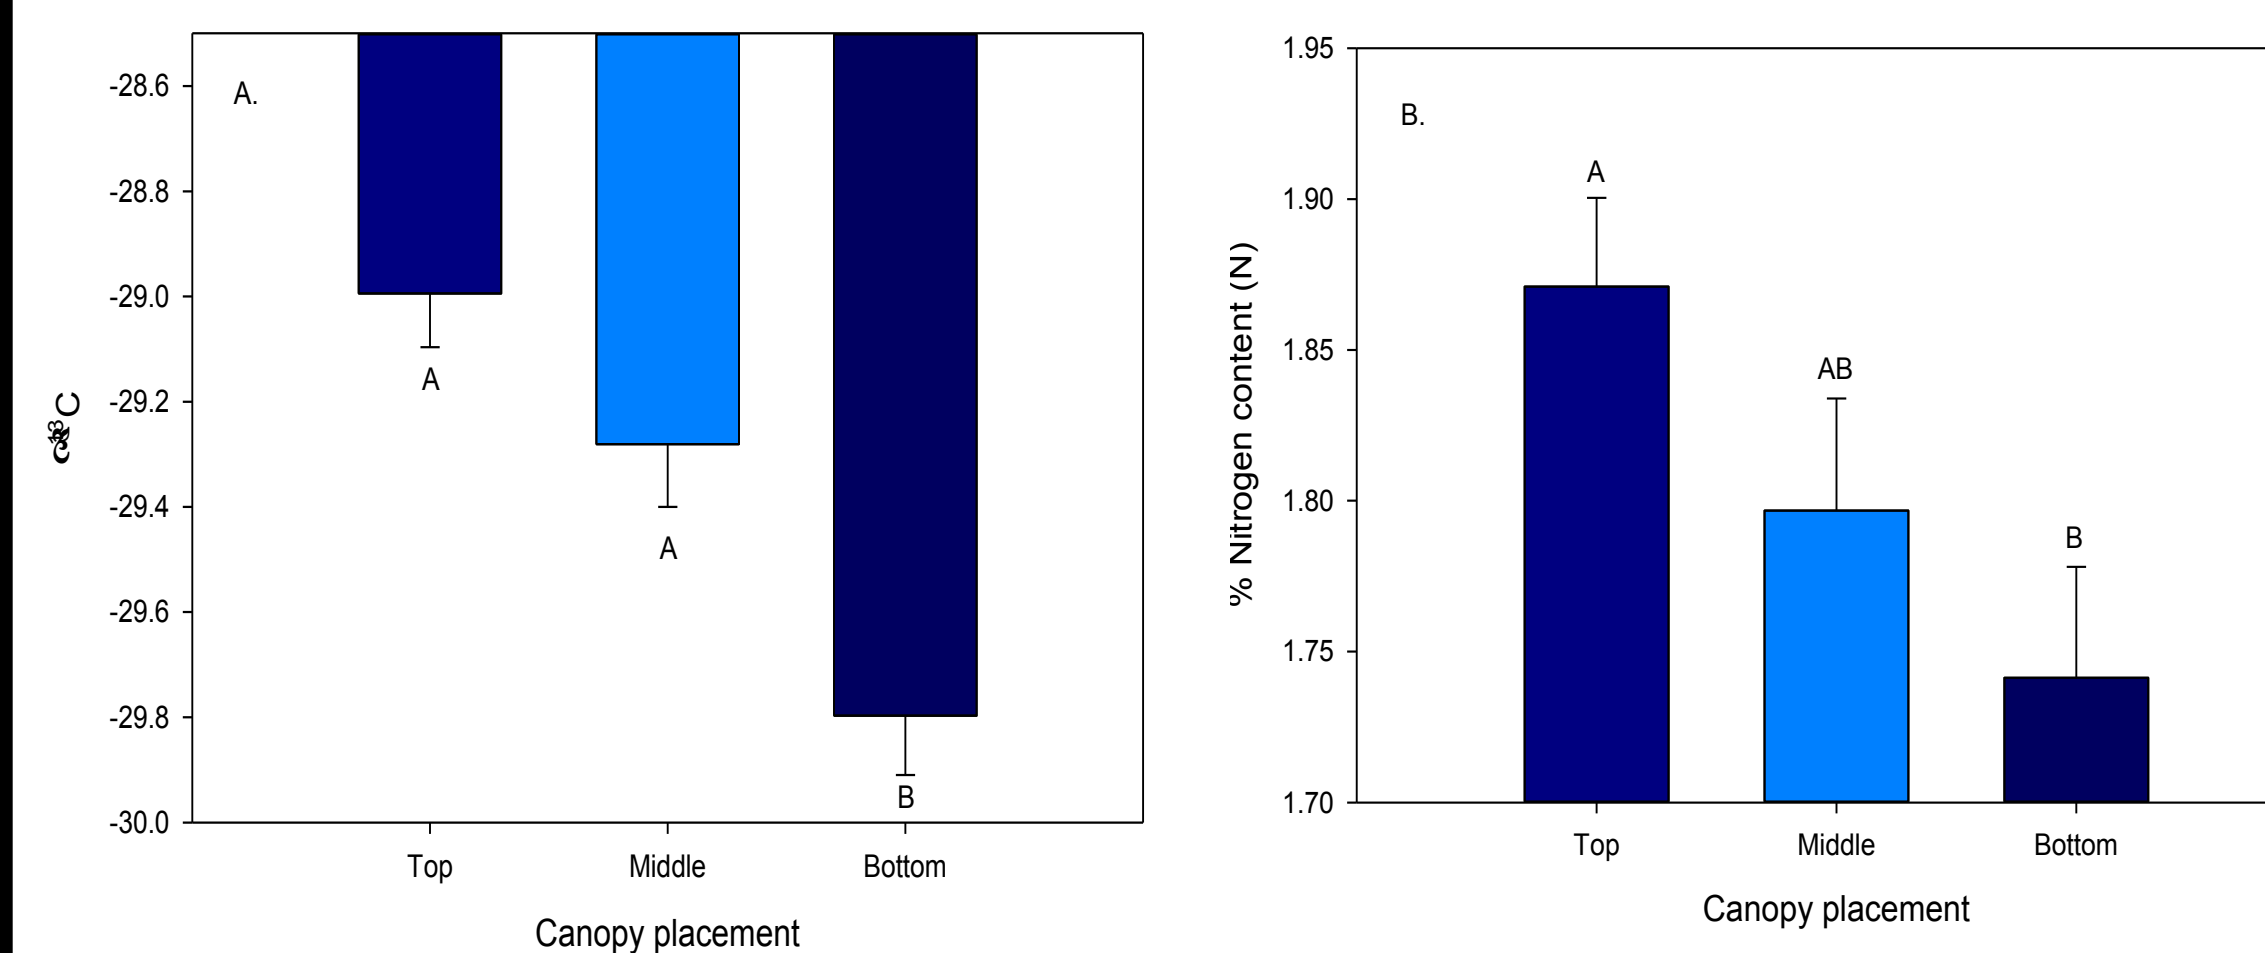 A.
-28.6
-28.8
-29.0
-29.2
-29.4
-29.6
-29.8
-30.0
A
A
B
Top Middle Bottom
Canopy placement
C
B.
1.95
1.90
1.85
1.80
1.75
1.70
% Nitrogen content (N)
A
AB
B
Top Middle Bottom
Canopy placement